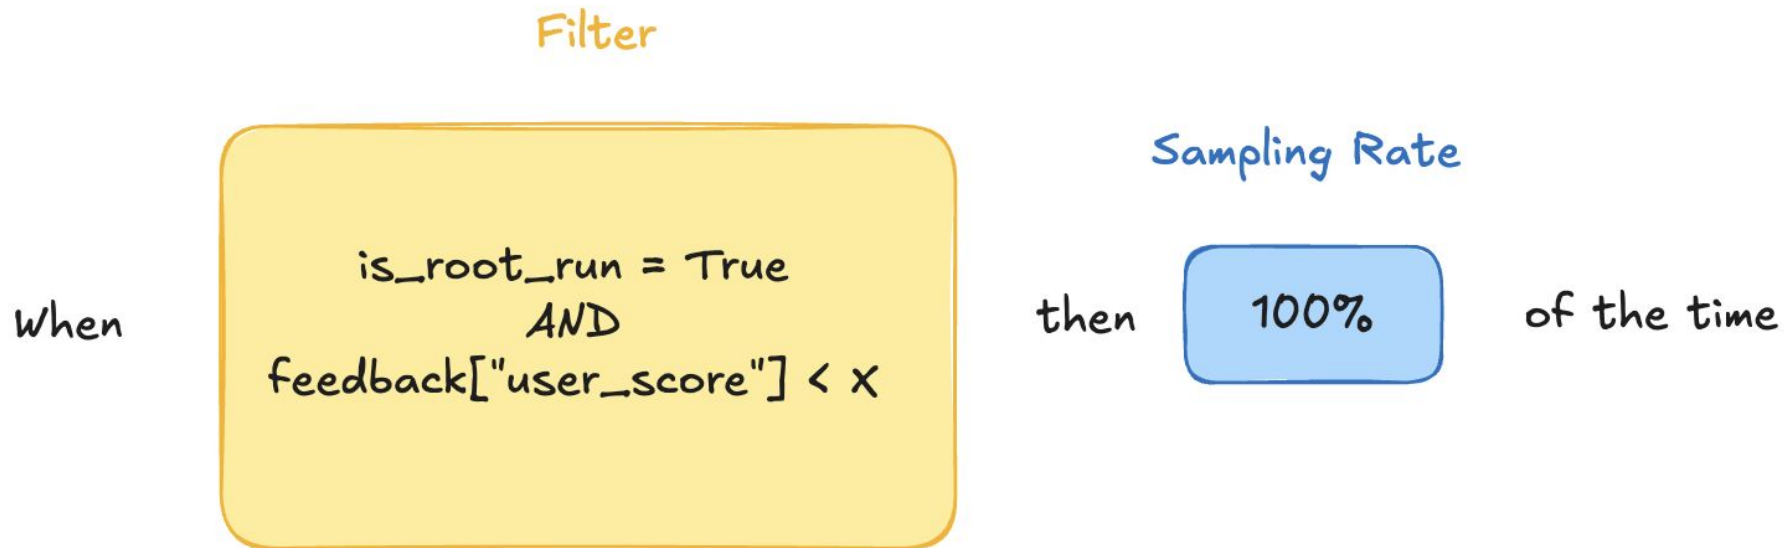 Filter
Sampling Rate
When
is_root_run = True
AND
feedback["user_score"] < x
then
100%
of the time